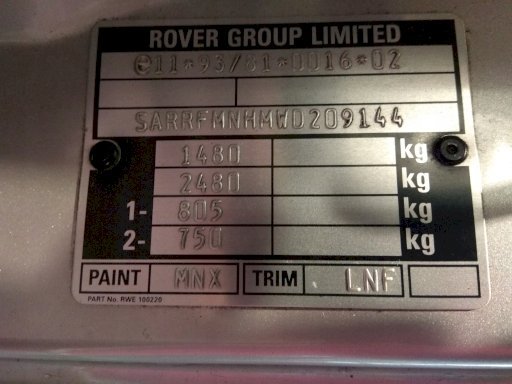 ROVER GROUP LIMITED
e11*93/81*0016*02
SARRFMNHMWD209144
1480 kg
2480 kg
1- 805 kg
2- 750 kg
PAINT MNX TRIM LNF
PART No. RWE 100220